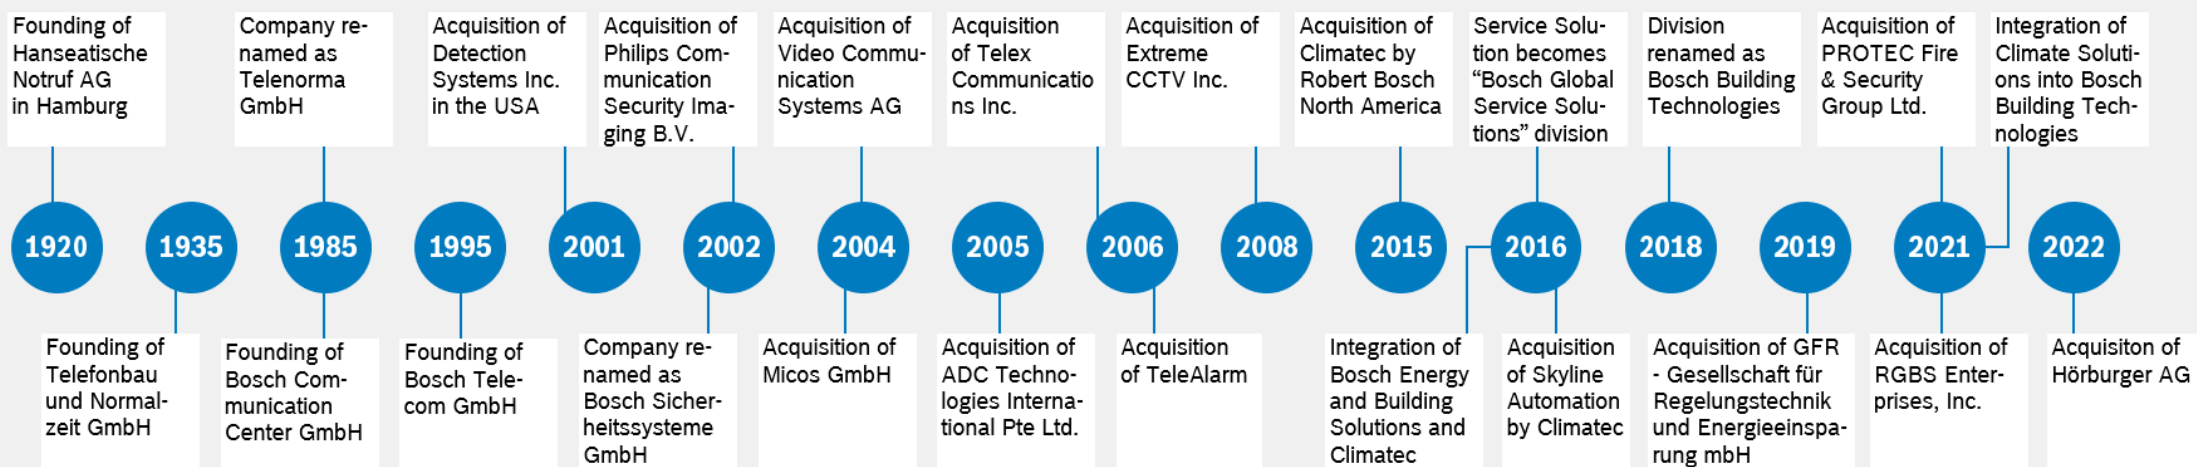 Founding of
Hanseatische
Notruf AG
in Hamburg
Company re-
named as
Telenorma
GmbH
Acquisition of
Detection
Systems Inc.
in the USA
Acquisition of
Philips Com-
munication
Security Ima-
ging B.V.
Acquisition of
Video Commu-
nication
Systems AG
Acquisition
of Telex
Communicatio
ns Inc.
Acquisition of
Extreme
CCTV Inc.
Acquisition of
Climatec by
Robert Bosch
North America
Service Solu-
tion becomes
“Bosch Global
Service Solu-
tions” division
Division
renamed as
Bosch Building
Technologies
Acquisition of
PROTEC Fire
& Security
Group Ltd.
Integration of
Climate Soluti-
ons into Bosch
Building Tech-
nologies
1920
1935
1985
1995
2001
2002
2004
2005
2006
2008
2015
2016
2018
2019
2021
2022
Founding of
Telefonbau
und Normal-
zeit GmbH
Founding of
Bosch Com-
munication
Center GmbH
Founding of
Bosch Tele-
com GmbH
Company re-
named as
Bosch Sicher-
heitssysteme
GmbH
Acquisition of
Micos GmbH
Acquisition of
ADC Techno-
logies Interna-
tional Pte Ltd.
Acquisition
of TeleAlarm
Integration of
Bosch Energy
and Building
Solutions and
Climatec
Acquisition
of Skyline
Automation
by Climatec
Acquisition of GFR
- Gesellschaft für
Regelungstechnik
und Energieeinspa-
rung mbH
Acquisition of
RGBS Enter-
prises, Inc.
Acquisiton of
Hörburger AG